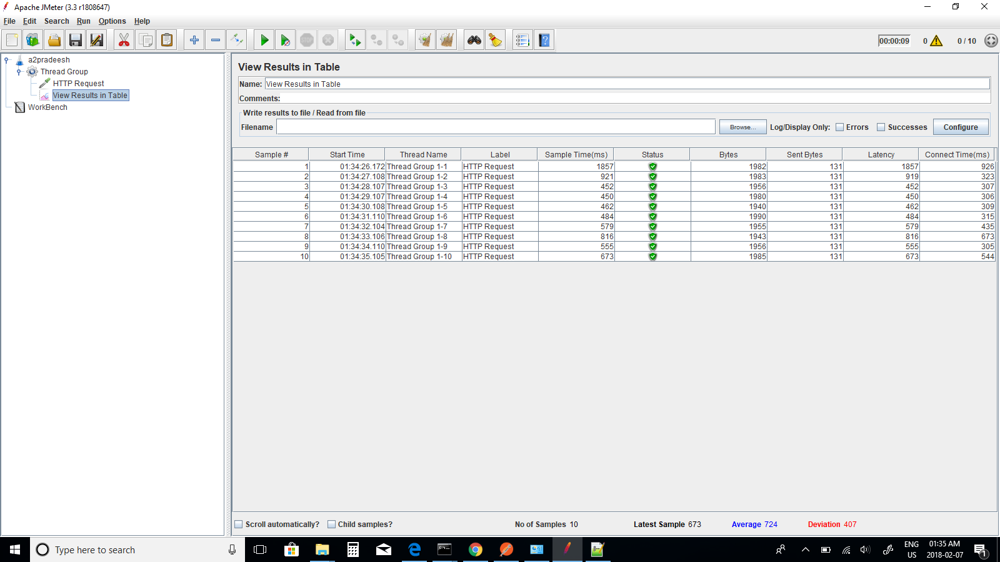 Apache JMeter (3.3 r1808647)
File Edit Search Run Options Help
00:00:09 0 0 / 10
a2pradeesh
Thread Group
HTTP Request
View Results in Table
WorkBench
View Results in Table
Name: View Results in Table
Comments:
Write results to file / Read from file
Filename Browse... Log/Display Only: Errors Successes Configure
Sample # Start Time Thread Name Label Sample Time(ms) Status Bytes Sent Bytes Latency Connect Time(ms)
1 01:34:26.172 Thread Group 1-1 HTTP Request 1857 1982 131 1857 926
2 01:34:27.108 Thread Group 1-2 HTTP Request 921 1983 131 919 323
3 01:34:28.107 Thread Group 1-3 HTTP Request 452 1956 131 452 307
4 01:34:29.107 Thread Group 1-4 HTTP Request 450 1980 131 450 306
5 01:34:30.108 Thread Group 1-5 HTTP Request 462 1940 131 462 309
6 01:34:31.110 Thread Group 1-6 HTTP Request 484 1990 131 484 315
7 01:34:32.104 Thread Group 1-7 HTTP Request 579 1955 131 579 435
8 01:34:33.106 Thread Group 1-8 HTTP Request 816 1943 131 816 673
9 01:34:34.110 Thread Group 1-9 HTTP Request 555 1956 131 555 305
10 01:34:35.105 Thread Group 1-10 HTTP Request 673 1985 131 673 544
Scroll automatically? Child samples? No of Samples 10 Latest Sample 673 Average 724 Deviation 407
Type here to search
ENG 01:35 AM
US 2018-02-07
1